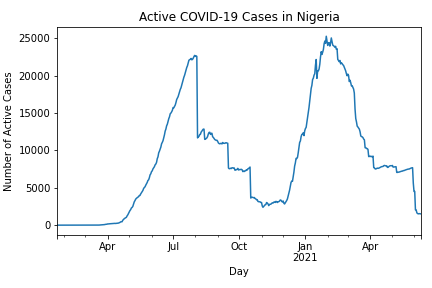 Active COVID-19 Cases in Nigeria
25000
20000
15000
10000
5000
0
Number of Active Cases
Apr Jul Oct Jan Apr
2021
Day